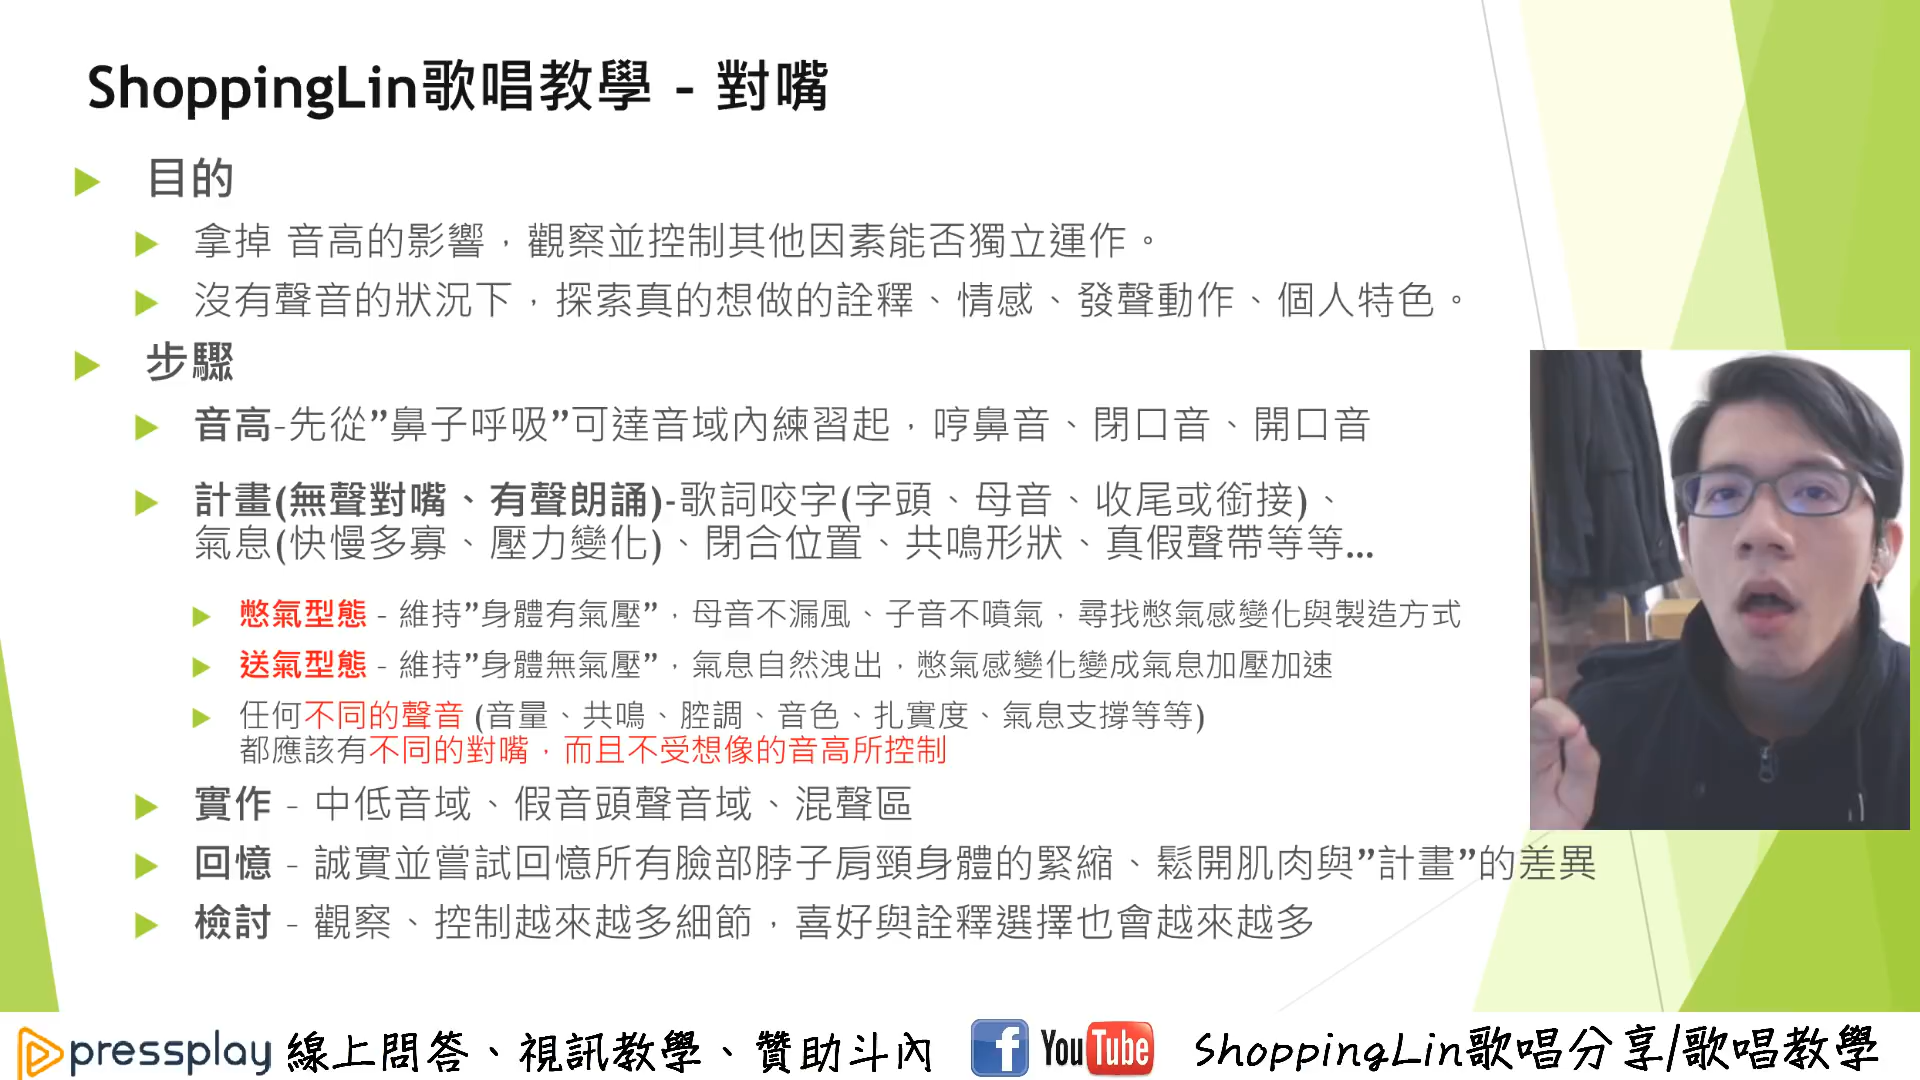 ShoppingLin歌唱教學 - 對嘴
目的
拿掉 音高的影響，觀察並控制其他因素能否獨立運作。
沒有聲音的狀況下，探索真的想做的詮釋、情感、發聲動作、個人特色。
步驟
音高-先從”鼻子呼吸”可達音域內練習起，哼鼻音、閉口音、開口音
計畫(無聲對嘴、有聲朗誦)-歌詞咬字(字頭、母音、收尾或銜接)、
氣息(快慢多寡、壓力變化)、閉合位置、共鳴形狀、真假聲帶等等...
憋氣型態 - 維持”身體有氣壓”，母音不漏風、子音不噴氣，尋找憋氣感變化與製造方式
送氣型態 - 維持”身體無氣壓”，氣息自然洩出，憋氣感變化變成氣息加壓加速
任何不同的聲音 (音量、共鳴、腔調、音色、扎實度、氣息支撐等等)
都應該有不同的對嘴，而且不受想像的音高所控制
實作 - 中低音域、假音頭聲音域、混聲區
回憶 - 誠實並嘗試回憶所有臉部脖子肩頸身體的緊縮、鬆開肌肉與”計畫”的差異
檢討 - 觀察、控制越來越多細節，喜好與詮釋選擇也會越來越多
pressplay 線上問答、視訊教學、贊助斗內 f YouTube ShoppingLin歌唱分享/歌唱教學